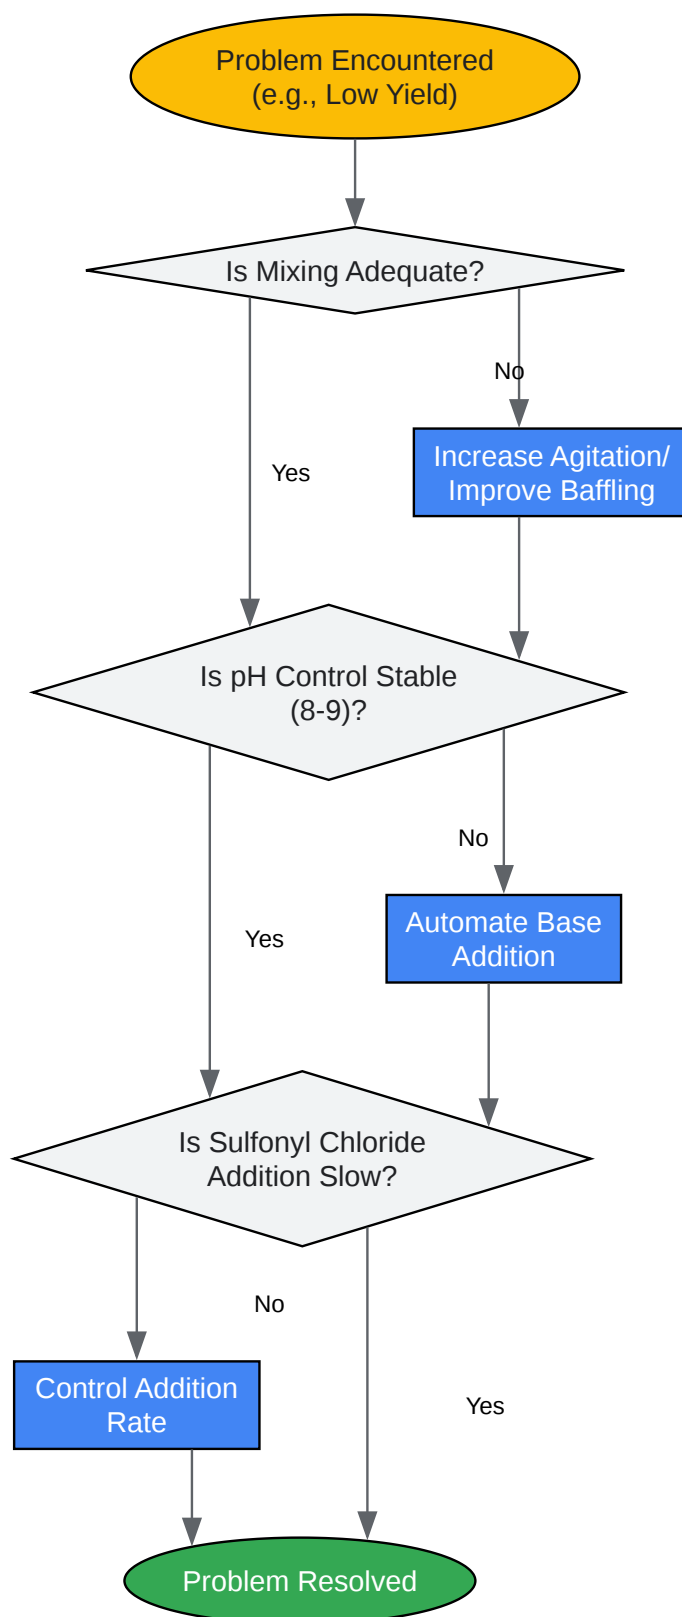 Problem Encountered
(e.g., Low Yield)
Is Mixing Adequate?
No
Increase Agitation/
Improve Baffling
Yes
Is pH Control Stable
(8-9)?
No
Automate Base
Addition
Yes
Is Sulfonyl Chloride
Addition Slow?
No
Control Addition
Rate
Yes
Problem Resolved